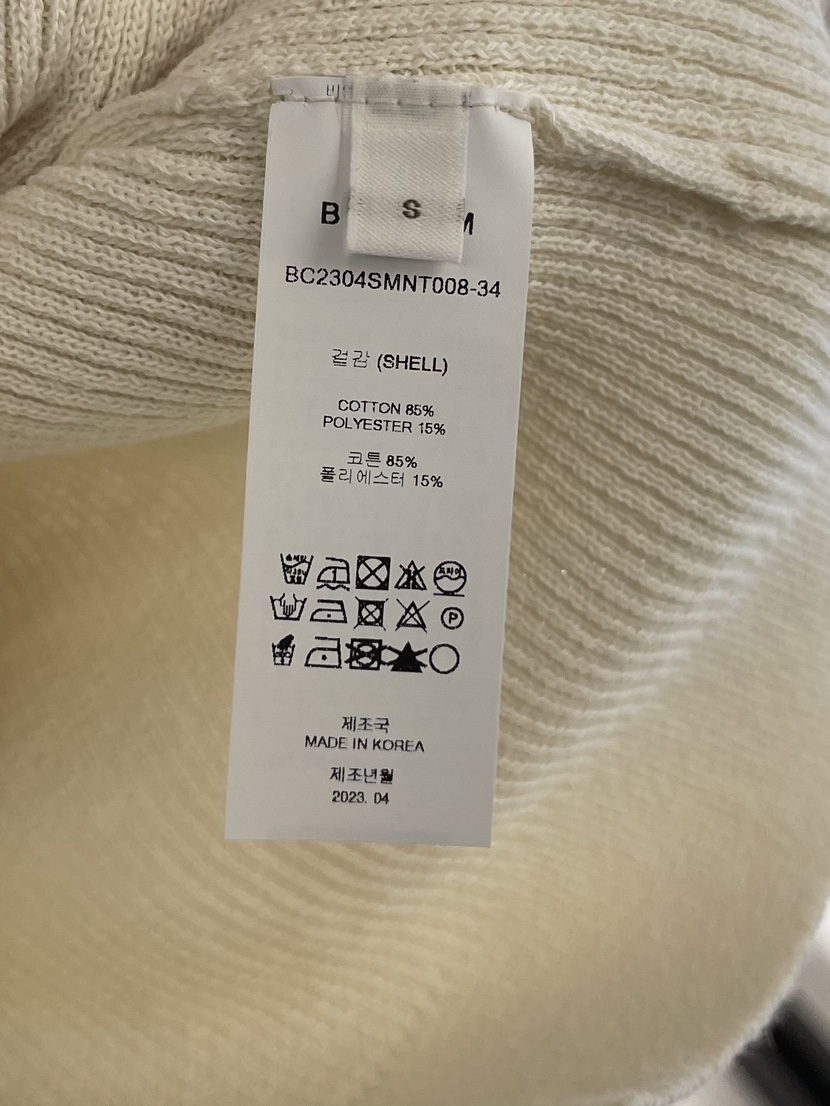 S
BC2304SMNT008-34
겉감 (SHELL)
COTTON 85%
POLYESTER 15%
코튼 85%
폴리에스터 15%
P
제조국
MADE IN KOREA
제조년월
2023. 04